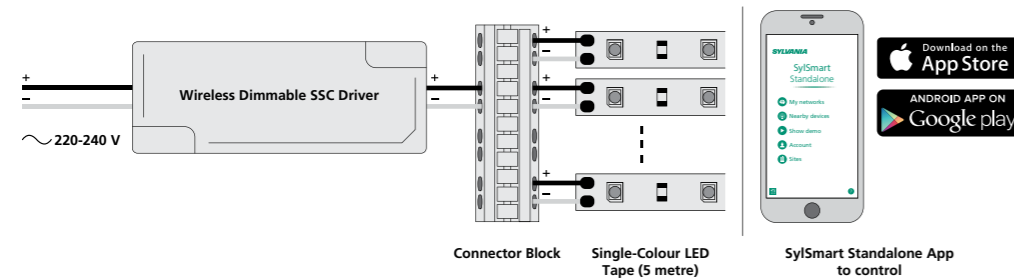 +
−
220-240 V
Wireless Dimmable SSC Driver
+
−
+
−
+
−
+
−
Connector Block
Single-Colour LED
Tape (5 metre)
SYLVANIA
SylSmart
Standalone
My networks
Nearby devices
Show demo
Account
Sites
Download on the
App Store
ANDROID APP ON
Google play
SylSmart Standalone App
to control